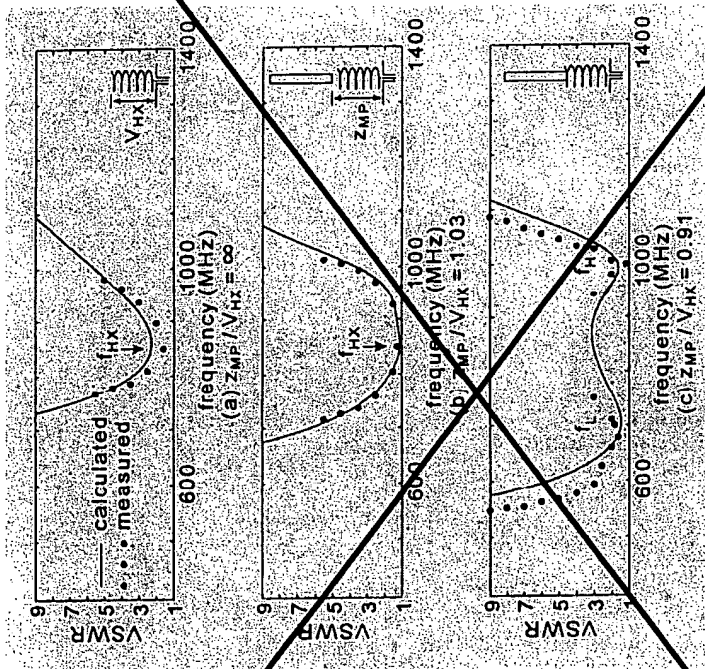 9
7
5
3
1
VSWR
calculated
measured
f_HX
V_HX
600
1000
1400
frequency (MHz)
(a) z_MP / V_HX = ∞
9
7
5
3
1
VSWR
f_HX
z_MP
600
1000
1400
frequency (MHz)
(b) z_MP / V_HX = 1.03
9
7
5
3
1
VSWR
f_L
f_H
600
1000
1400
frequency (MHz)
(c) z_MP / V_HX = 0.91